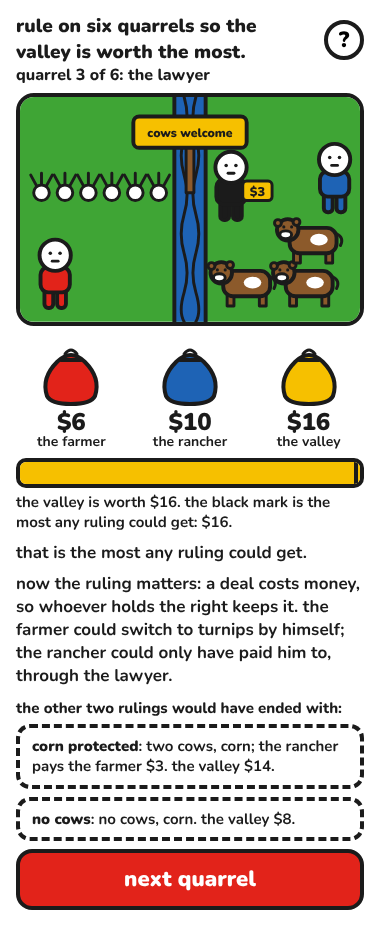 rule on six quarrels so the
valley is worth the most.
?
quarrel 3 of 6: the lawyer
cows welcome
$3
$6
the farmer
$10
the rancher
$16
the valley
the valley is worth $16. the black mark is the
most any ruling could get: $16.
that is the most any ruling could get.
now the ruling matters: a deal costs money,
so whoever holds the right keeps it. the
farmer could switch to turnips by himself;
the rancher could only have paid him to,
through the lawyer.
the other two rulings would have ended with:
corn protected: two cows, corn; the rancher
pays the farmer $3. the valley $14.
no cows: no cows, corn. the valley $8.
next quarrel